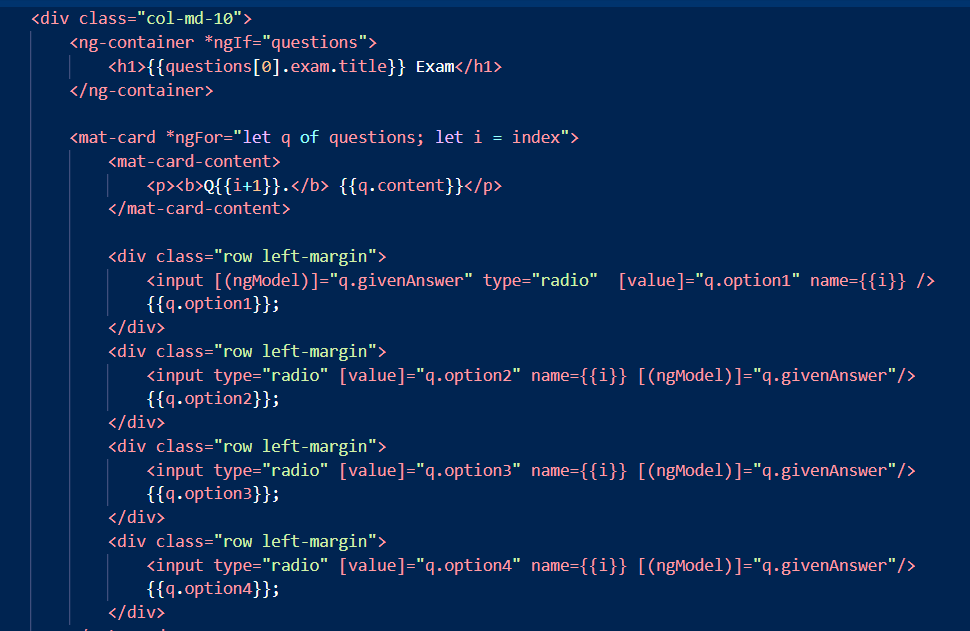 <div class="col-md-10">
<ng-container *ngIf="questions">
<h1>{{questions[0].exam.title}} Exam</h1>
</ng-container>
<mat-card *ngFor="let q of questions; let i = index">
<mat-card-content>
<p><b>Q{{i+1}}.</b> {{q.content}}</p>
</mat-card-content>
<div class="row left-margin">
<input [(ngModel)]="q.givenAnswer" type="radio"  [value]="q.option1" name={{i}} />
{{q.option1}};
</div>
<div class="row left-margin">
<input type="radio" [value]="q.option2" name={{i}} [(ngModel)]="q.givenAnswer"/>
{{q.option2}};
</div>
<div class="row left-margin">
<input type="radio" [value]="q.option3" name={{i}} [(ngModel)]="q.givenAnswer"/>
{{q.option3}};
</div>
<div class="row left-margin">
<input type="radio" [value]="q.option4" name={{i}} [(ngModel)]="q.givenAnswer"/>
{{q.option4}};
</div>